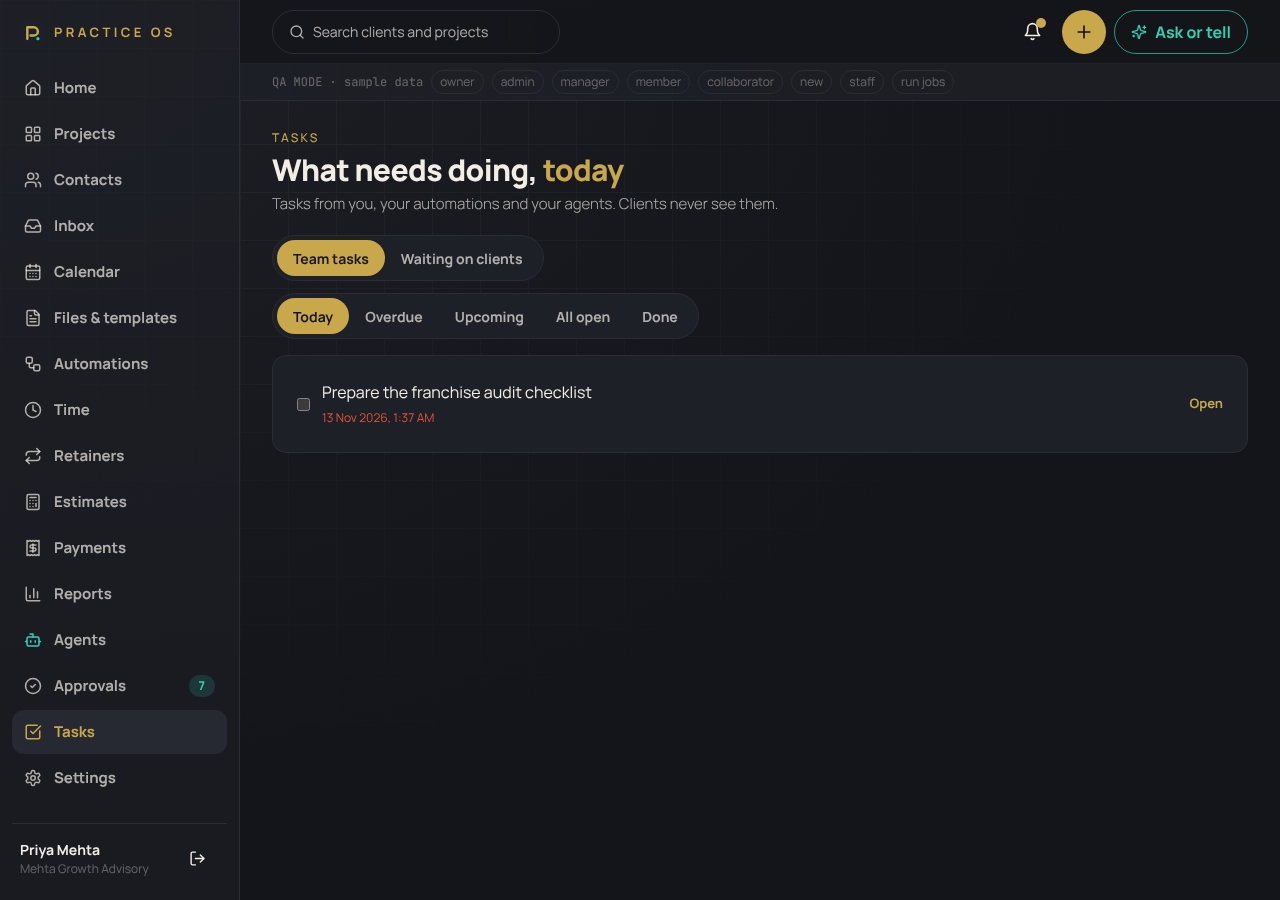 PRACTICE OS
Search clients and projects
Ask or tell
QA MODE · sample data owner admin manager member collaborator new staff run jobs
Home
Projects
Contacts
Inbox
Calendar
Files & templates
Automations
Time
Retainers
Estimates
Payments
Reports
Agents
Approvals 7
Tasks
Settings
Priya Mehta
Mehta Growth Advisory
TASKS
What needs doing, today
Tasks from you, your automations and your agents. Clients never see them.
Team tasks Waiting on clients
Today Overdue Upcoming All open Done
Prepare the franchise audit checklist
13 Nov 2026, 1:37 AM
Open